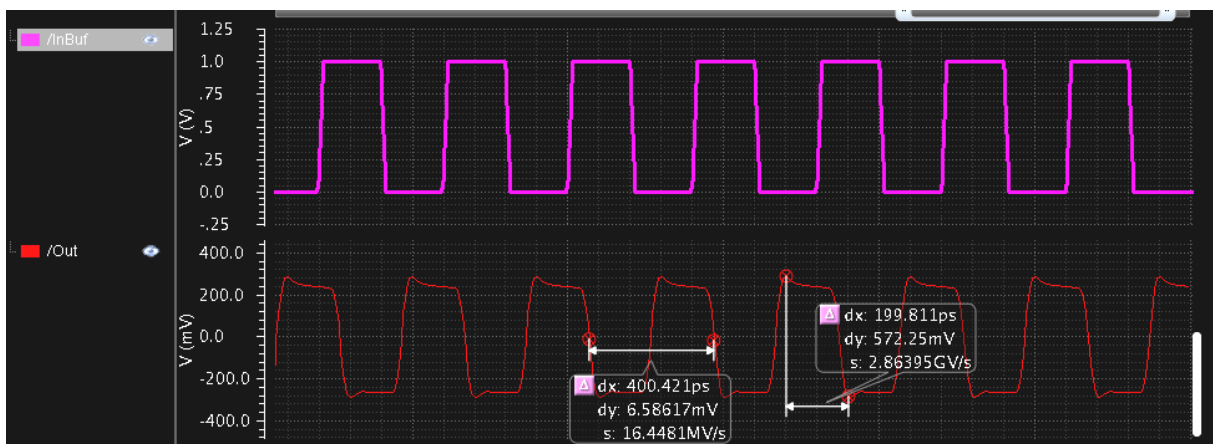 /InBuf
1.25
1.0
.75
.5
.25
0.0
-.25
V (V)
/Out
400.0
200.0
0.0
-200.0
-400.0
V (mV)
dx: 199.811ps
dy: 572.25mV
s: 2.86395GV/s
dx: 400.421ps
dy: 6.58617mV
s: 16.4481MV/s